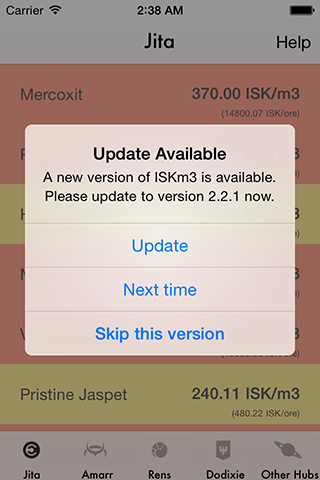 Carrier 2:38 AM
Jita Help
Mercoxit 370.00 ISK/m3
(14800.07 ISK/ore)
Update Available
A new version of ISKm3 is available.
Please update to version 2.2.1 now.
Update
Next time
Skip this version
Pristine Jaspet 240.11 ISK/m3
(480.22 ISK/ore)
Jita Amarr Rens Dodixie Other Hubs